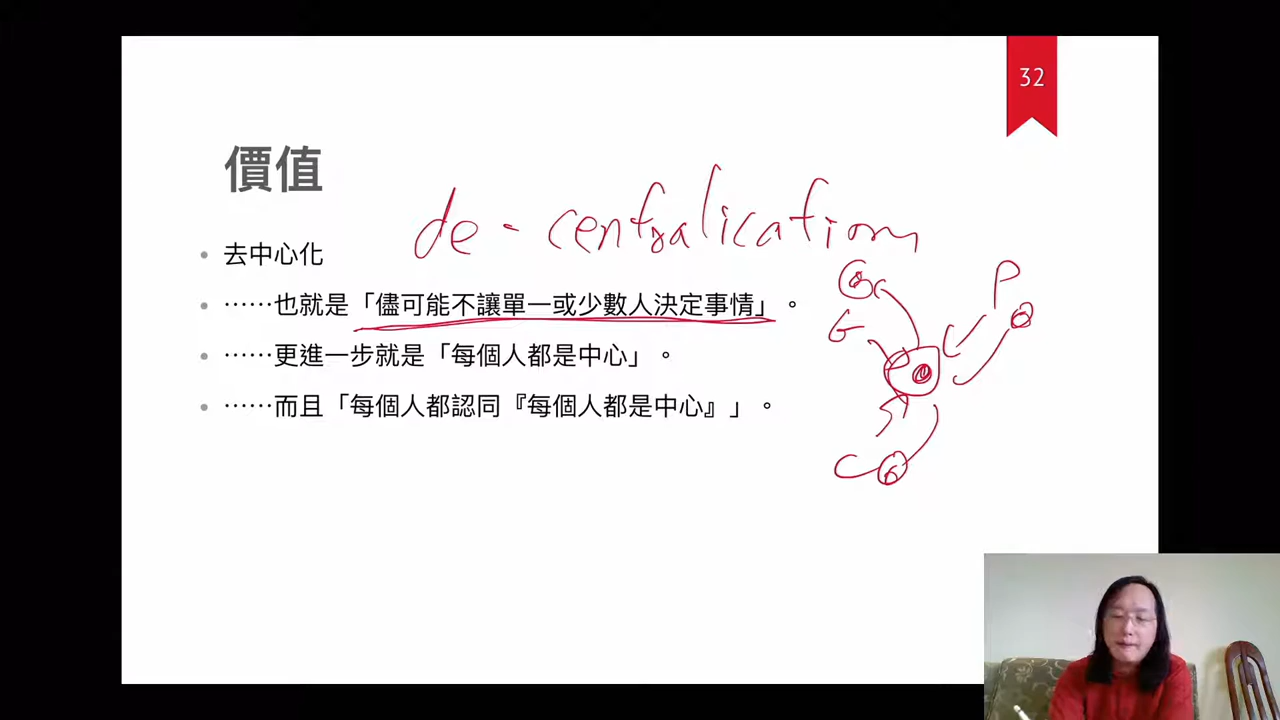 32
價值
de-centralication
• 去中心化
• ……也就是「儘可能不讓單一或少數人決定事情」。
• ……更進一步就是「每個人都是中心」。
• ……而且「每個人都認同『每個人都是中心』」。
P
G
S
C